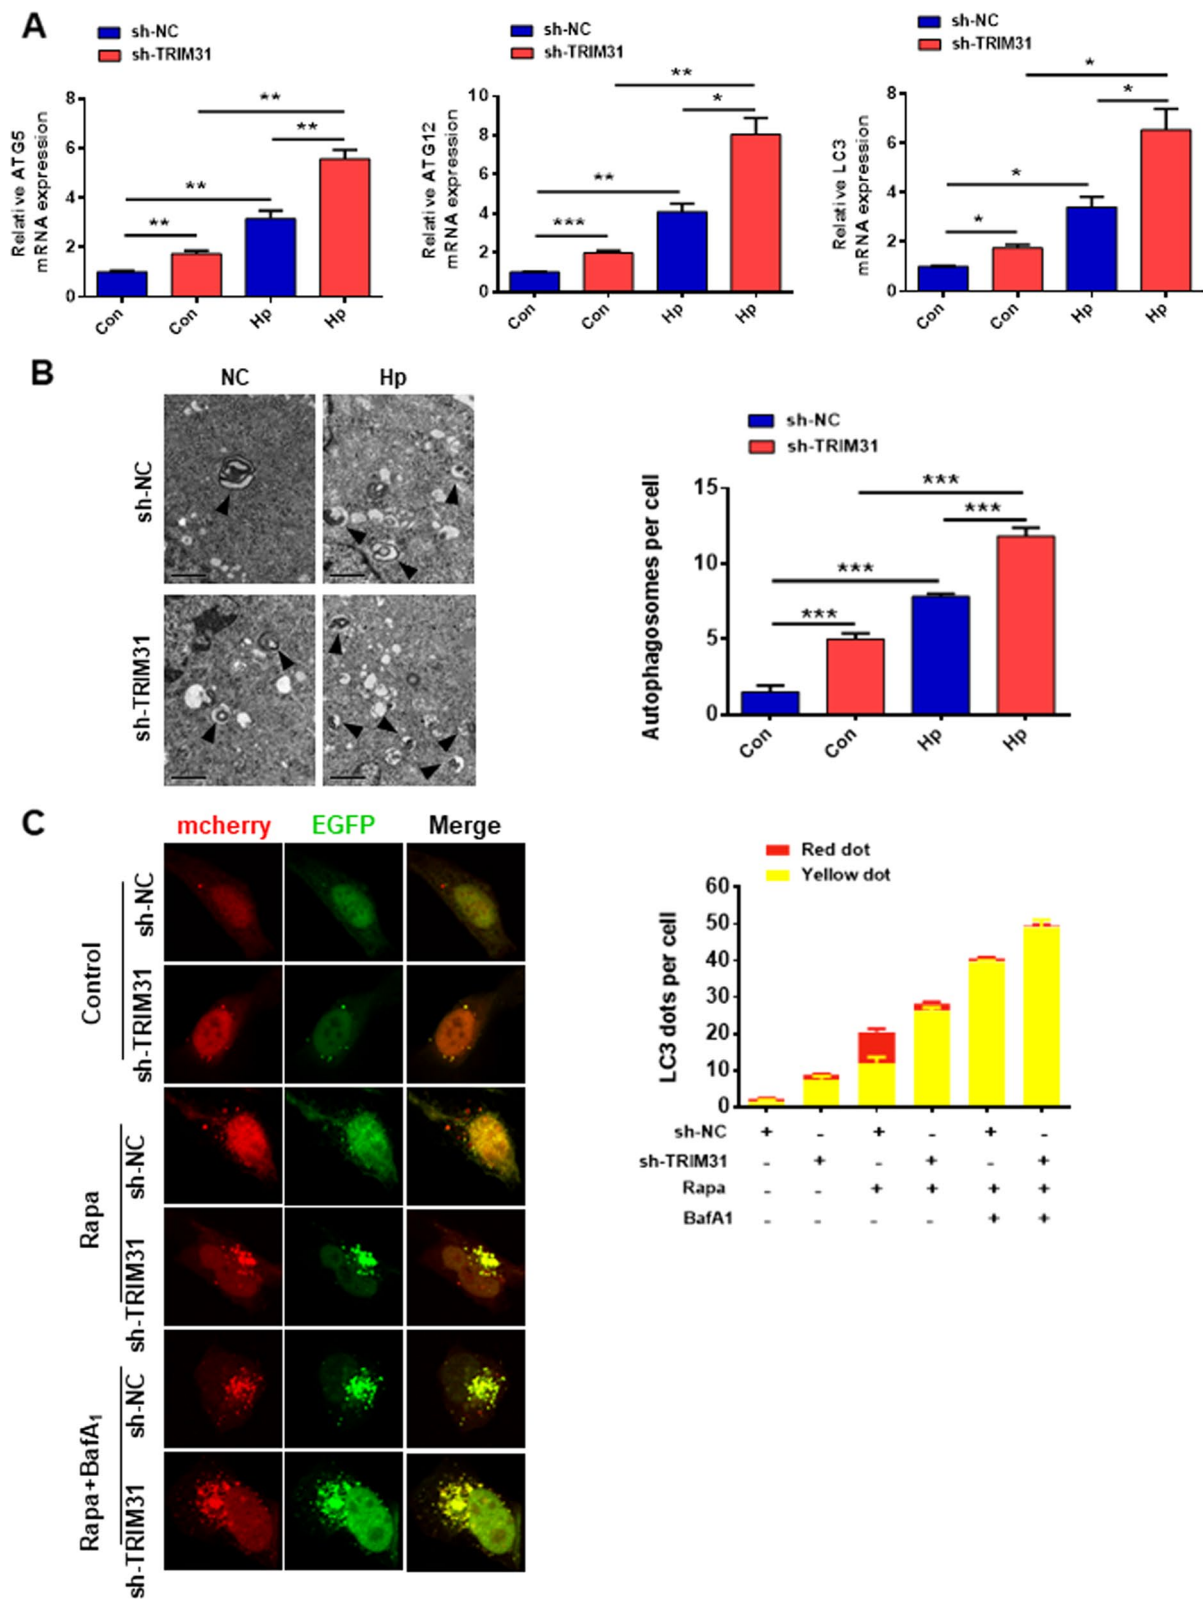 A
sh-NC
sh-TRIM31
Relative ATG5
mRNA expression
8
6
4
2
0
**
**
**
**
Con
Con
Hp
Hp
sh-NC
sh-TRIM31
Relative ATG12
mRNA expression
10
8
6
4
2
0
**
*
**
***
Con
Con
Hp
Hp
sh-NC
sh-TRIM31
Relative LC3
mRNA expression
8
6
4
2
0
*
*
*
*
Con
Con
Hp
Hp
B
NC
Hp
sh-NC
sh-TRIM31
sh-NC
sh-TRIM31
Autophagosomes per cell
15
10
5
0
***
***
***
***
Con
Con
Hp
Hp
C
mcherry
EGFP
Merge
Control
sh-NC
sh-TRIM31
Rapa
sh-NC
sh-TRIM31
Rapa+BafA1
sh-NC
sh-TRIM31
Red dot
Yellow dot
LC3 dots per cell
60
50
40
30
20
10
0
sh-NC + - + - + -
sh-TRIM31 - + - + - +
Rapa - - + + + +
BafA1 - - - - + +